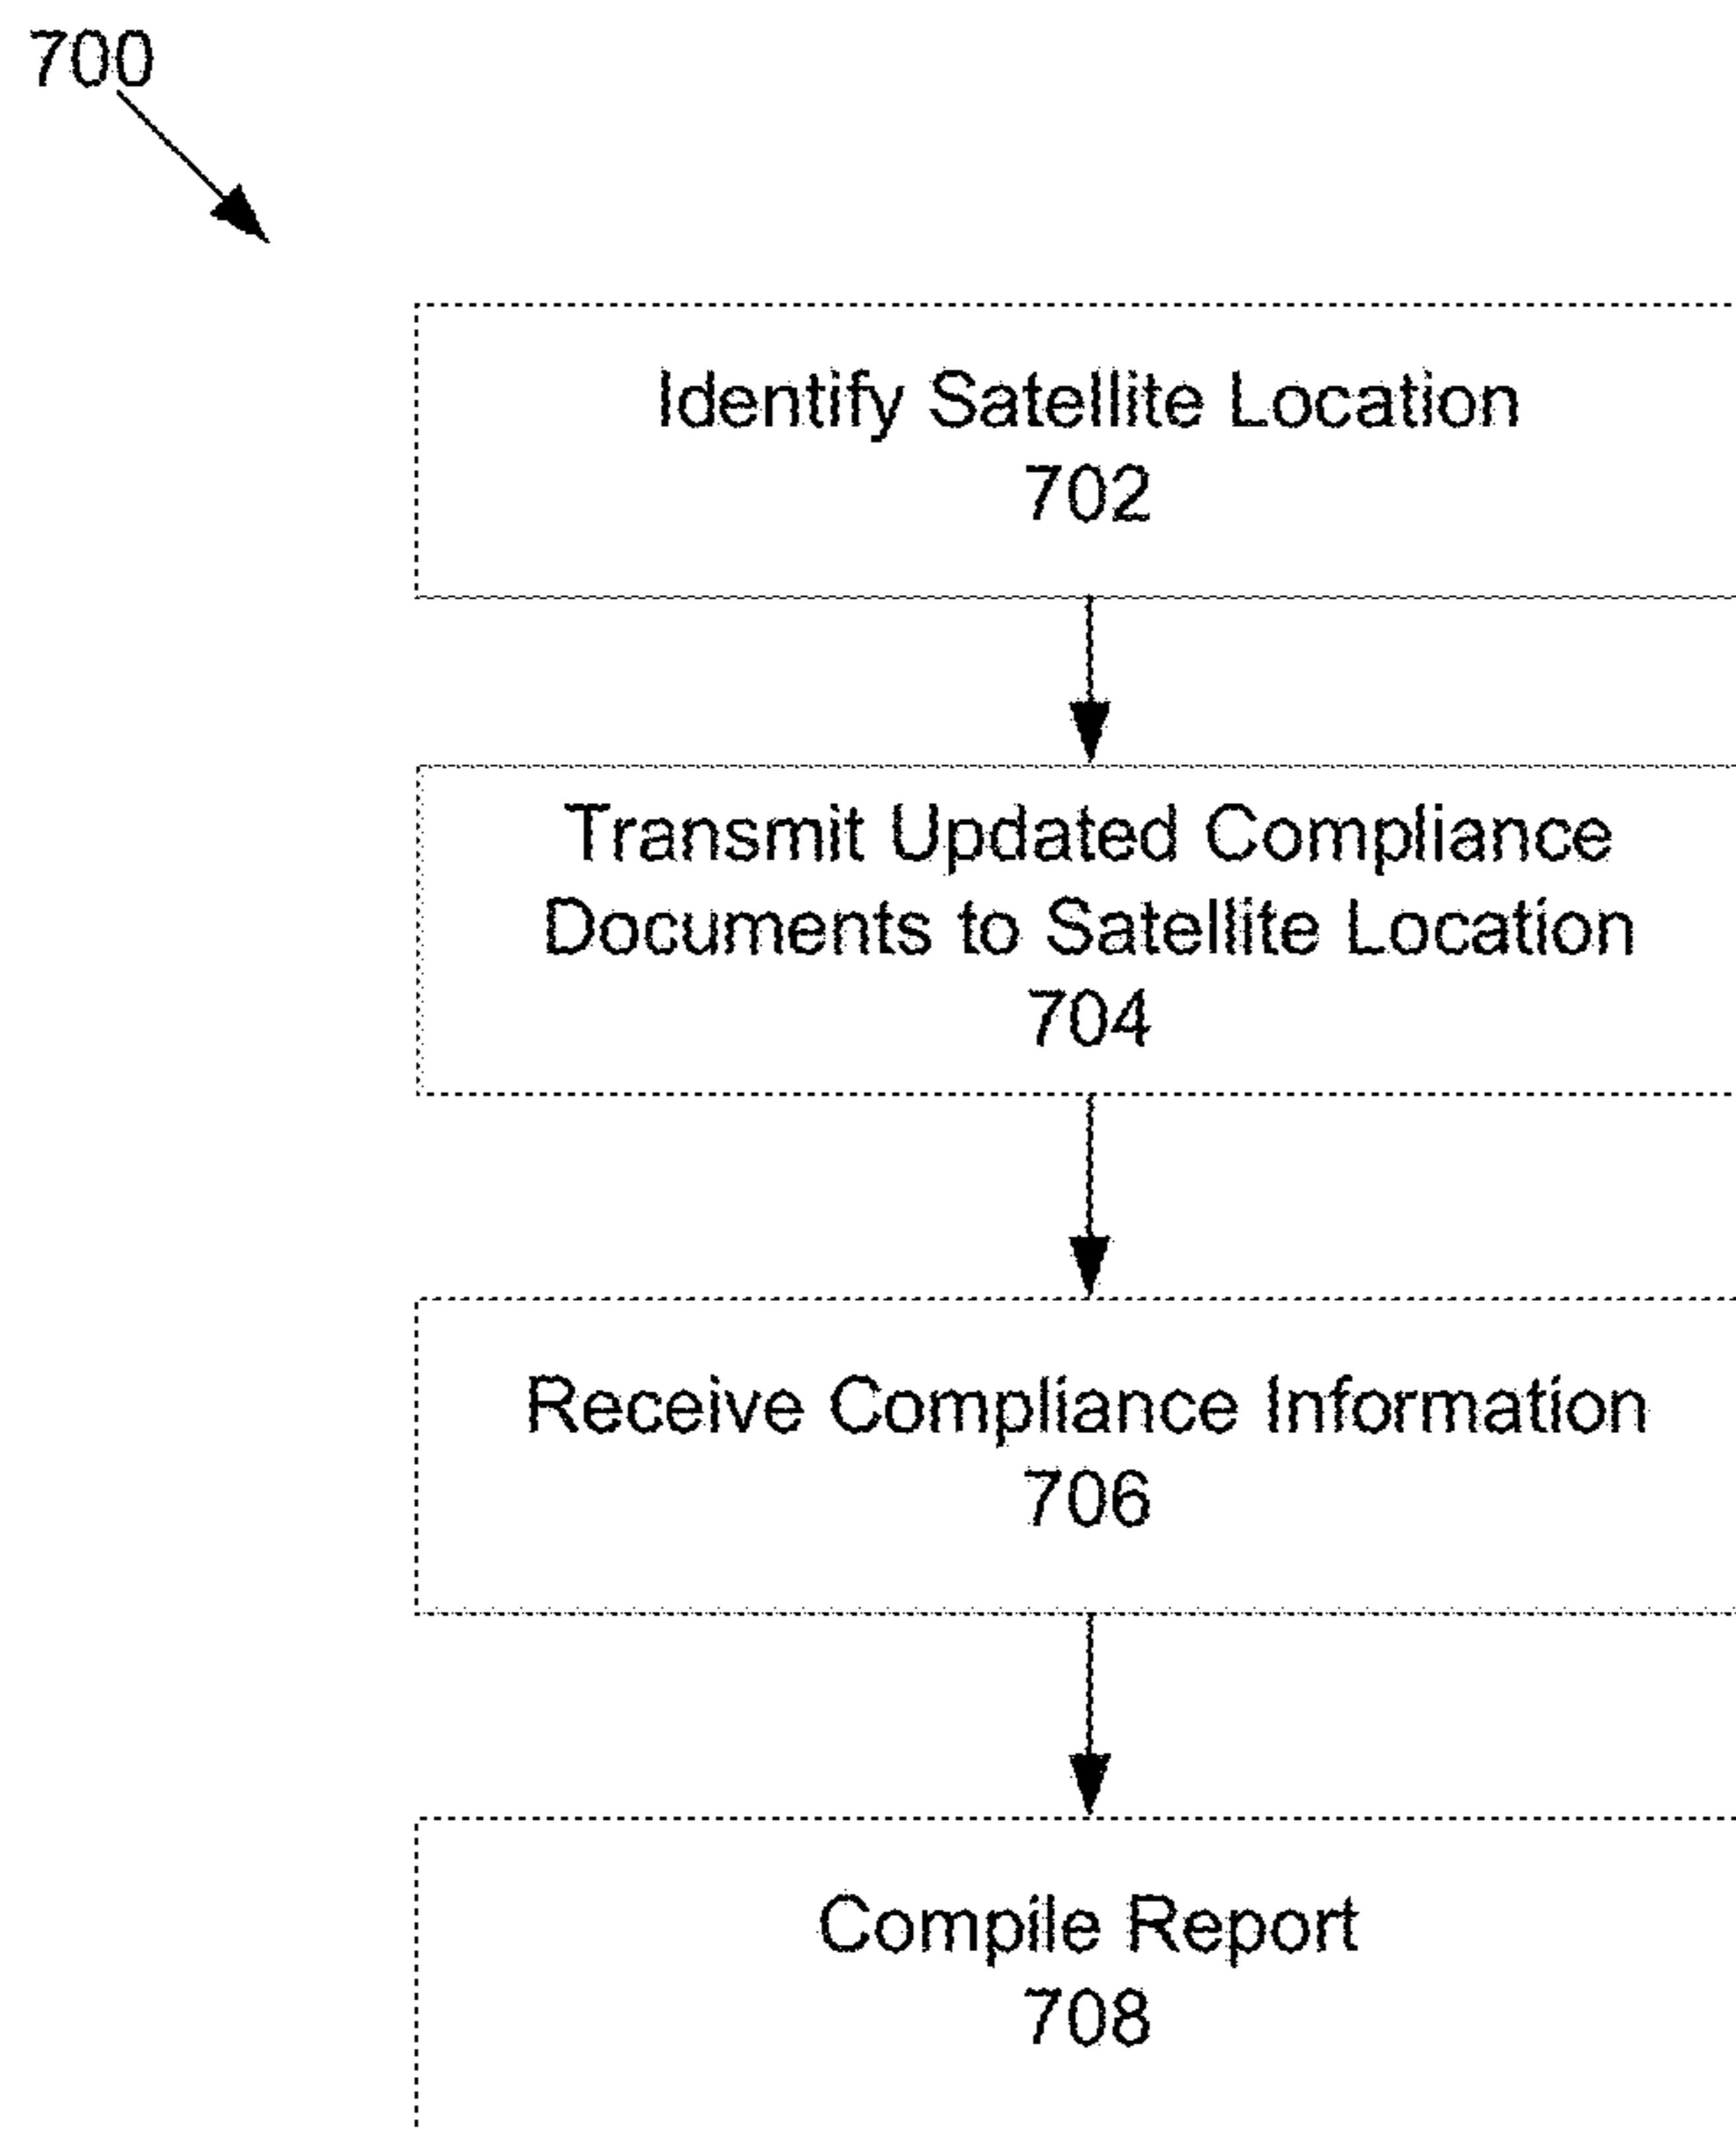 700
Identify Satellite Location
702
Transmit Updated Compliance
Documents to Satellite Location
704
Receive Compliance Information
706
Compile Report
708